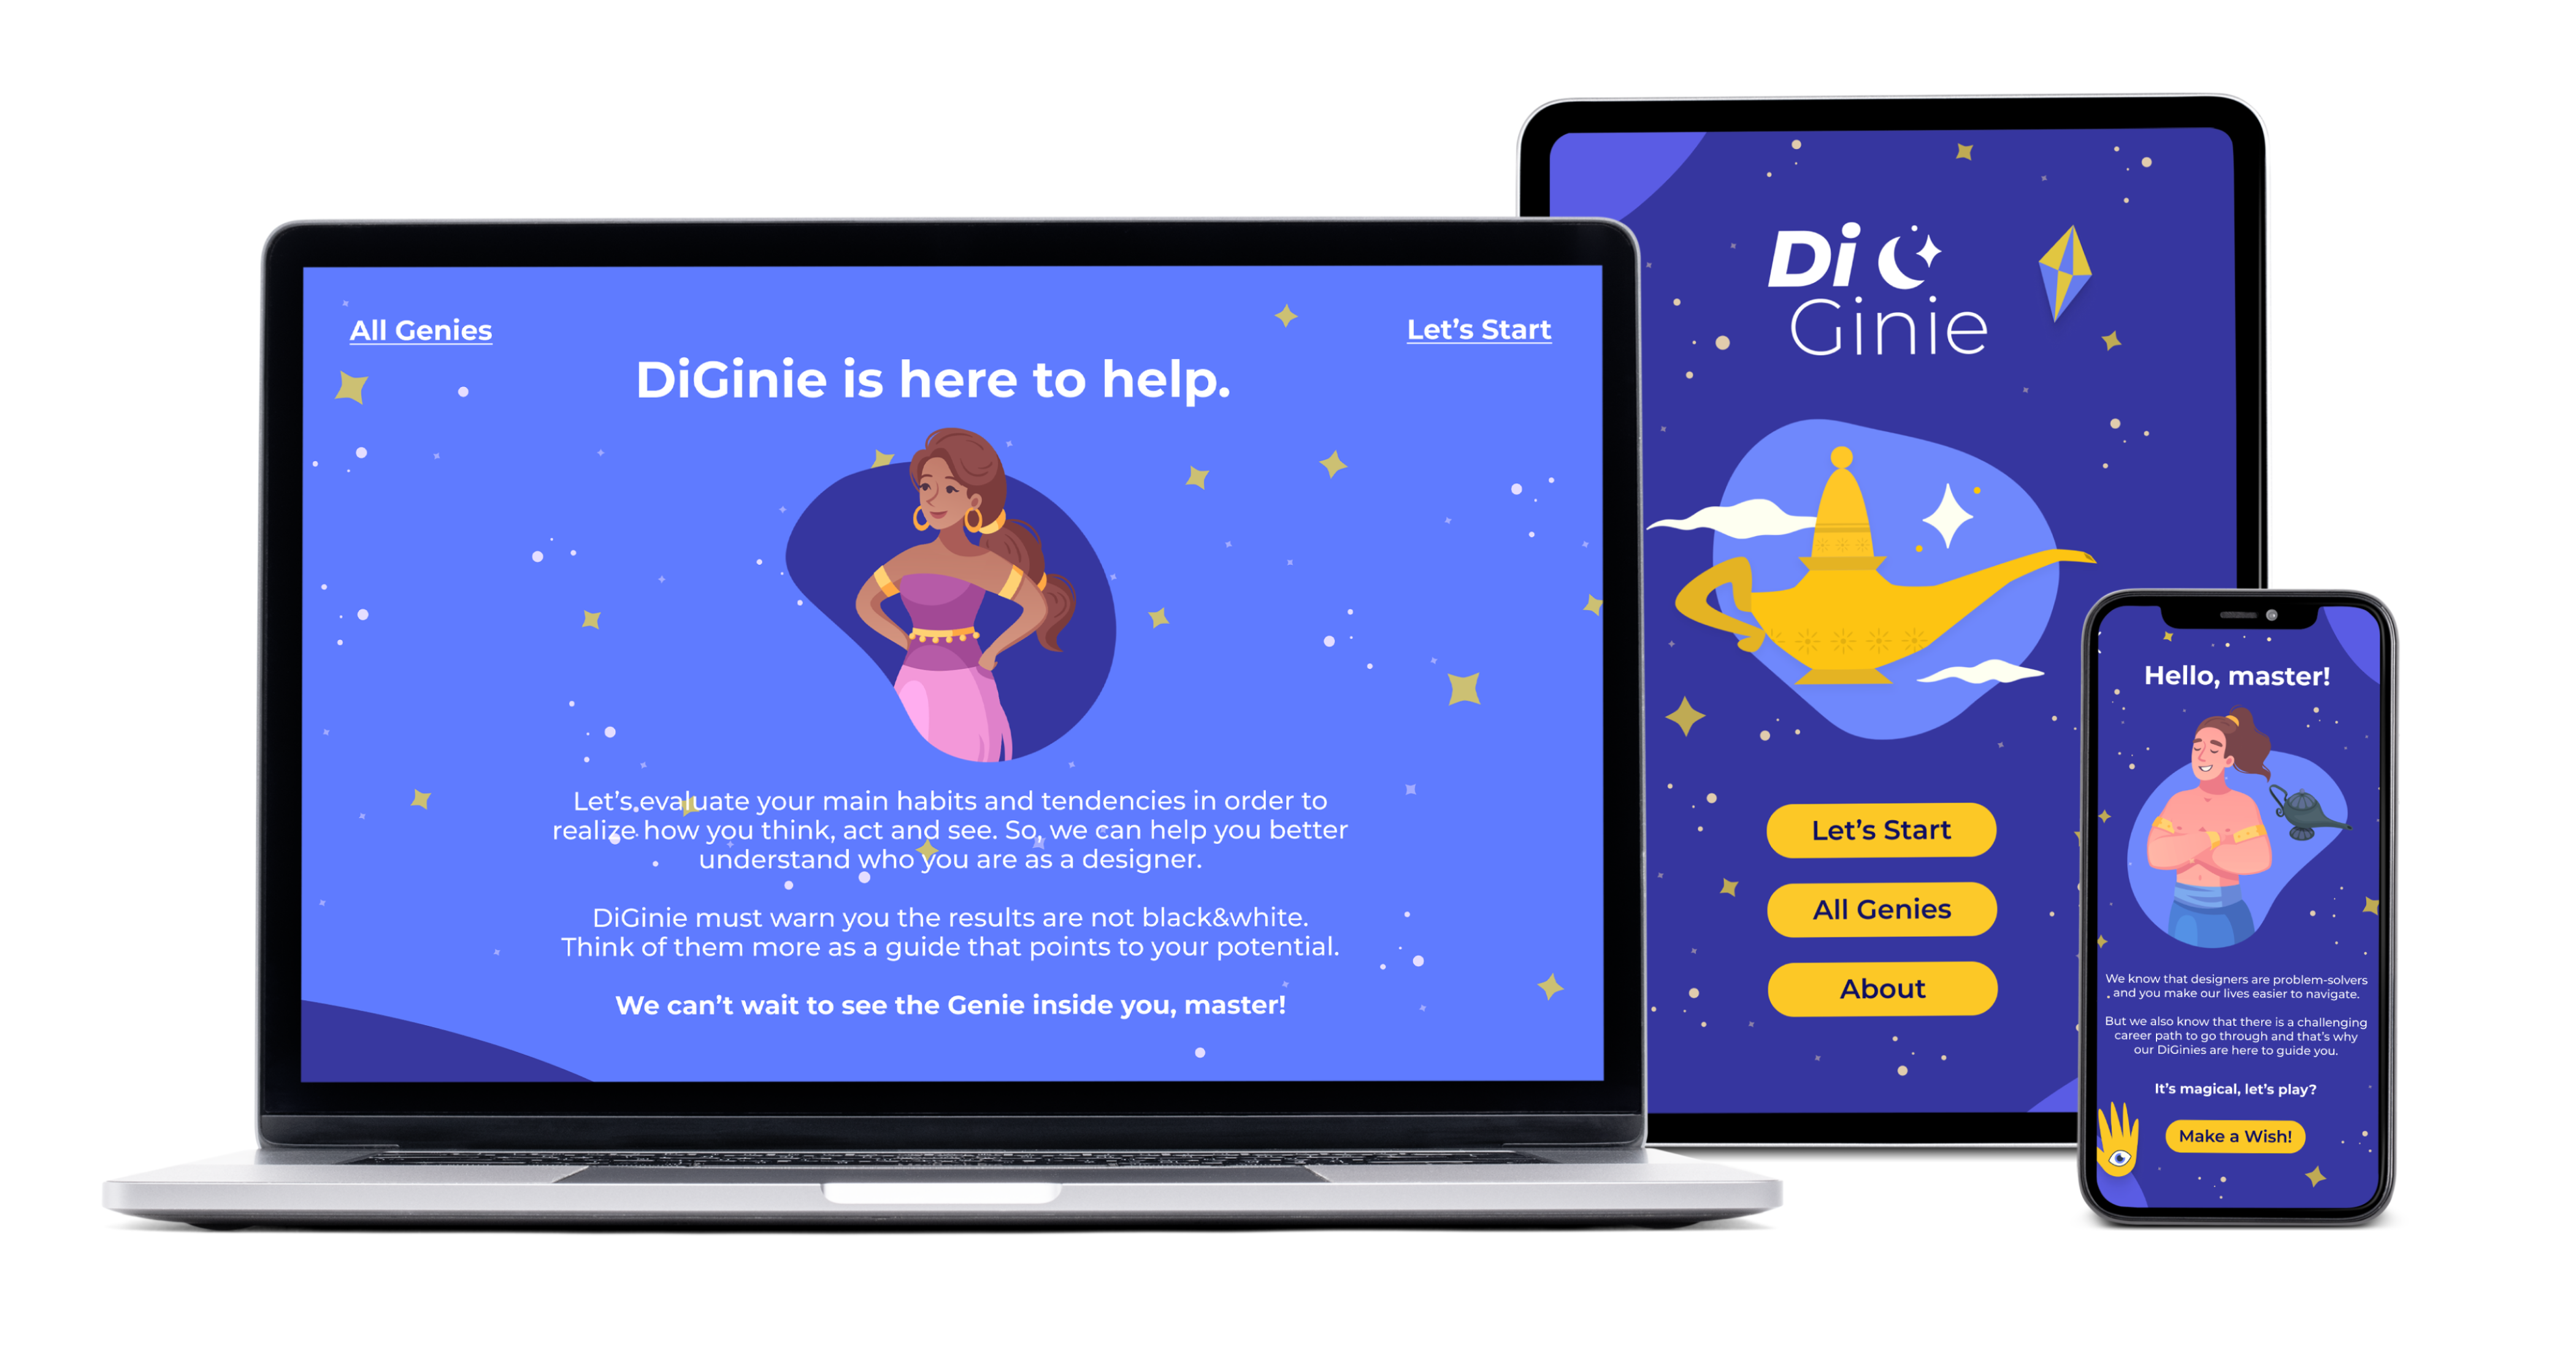 All Genies
Let's Start
DiGinie is here to help.
Let's evaluate your main habits and tendencies in order to
realize how you think, act and see. So, we can help you better
understand who you are as a designer.
DiGinie must warn you the results are not black&white.
Think of them more as a guide that points to your potential.
We can't wait to see the Genie inside you, master!
Di
Ginie
Let's Start
All Genies
About
Hello, master!
We know that designers are problem-solvers
and you make our lives easier to navigate.
But we also know that there is a challenging
career path to go through and that's why
our DiGinies are here to guide you.
It's magical, let's play?
Make a Wish!